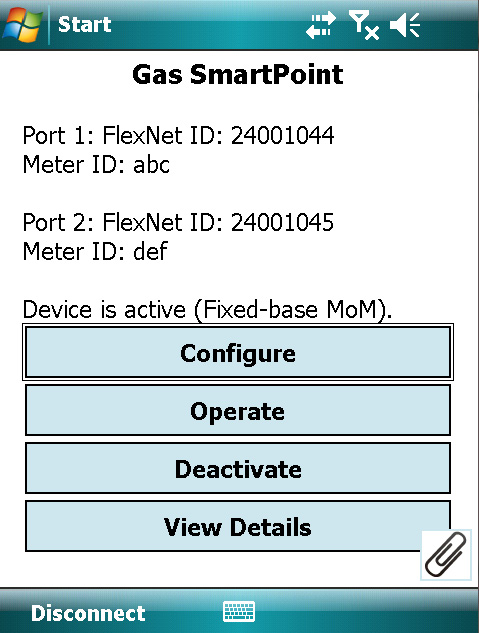 Start
Gas SmartPoint
Port 1: FlexNet ID: 24001044
Meter ID: abc
Port 2: FlexNet ID: 24001045
Meter ID: def
Device is active (Fixed-base MoM).
Configure
Operate
Deactivate
View Details
Disconnect